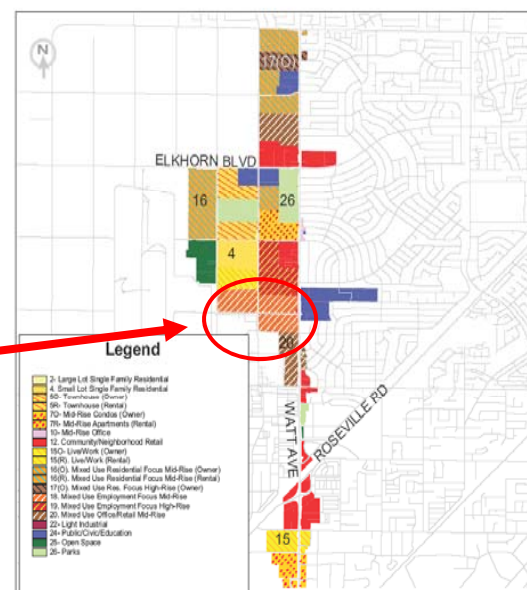 N
17(O)
ELKHORN BLVD
16
26
4
20
Legend
2- Large Lot Single Family Residential
4. Small Lot Single Family Residential
5O- Townhouse (Owner)
5R- Townhouse (Rental)
7O- Mid-Rise Condos (Owner)
7R- Mid-Rise Apartments (Rental)
10- Mid-Rise Office
12. Community/Neighborhood Retail
15O- Live/Work (Owner)
15(R). Live/Work (Rental)
16(O). Mixed Use Residential Focus Mid-Rise (Owner)
16(R). Mixed Use Residential Focus Mid-Rise (Rental)
17(O). Mixed Use Res. Focus High-Rise (Owner)
18. Mixed Use Employment Focus Mid-Rise
19. Mixed Use Employment Focus High-Rise
20. Mixed Use Office/Retail Mid-Rise
22- Light Industrial
24- Public/Civic/Education
25- Open Space
26- Parks
WATT AVE
ROSEVILLE RD
15